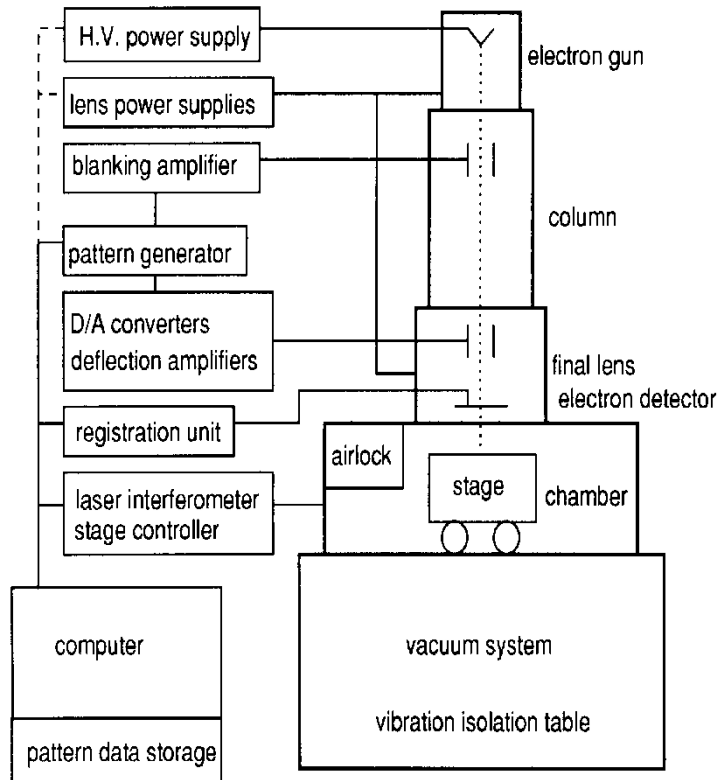 H.V. power supply
electron gun
lens power supplies
blanking amplifier
column
pattern generator
D/A converters
deflection amplifiers
final lens
electron detector
registration unit
airlock
stage
chamber
laser interferometer
stage controller
computer
vacuum system
vibration isolation table
pattern data storage